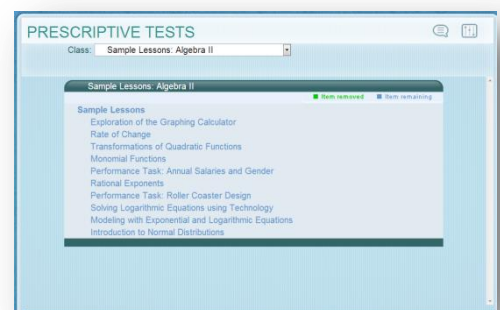 PRESCRIPTIVE TESTS
Class: Sample Lessons: Algebra II
Sample Lessons: Algebra II
Item removed Item remaining
Sample Lessons
Exploration of the Graphing Calculator
Rate of Change
Transformations of Quadratic Functions
Monomial Functions
Performance Task: Annual Salaries and Gender
Rational Exponents
Performance Task: Roller Coaster Design
Solving Logarithmic Equations using Technology
Modeling with Exponential and Logarithmic Equations
Introduction to Normal Distributions